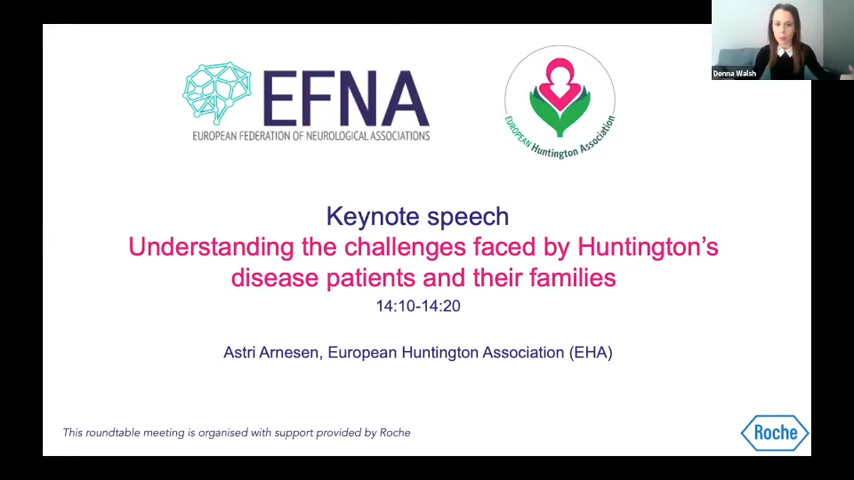 Donna Walsh
EFNA
EUROPEAN FEDERATION OF NEUROLOGICAL ASSOCIATIONS
EUROPEAN Huntington Association
Keynote speech
Understanding the challenges faced by Huntington's
disease patients and their families
14:10-14:20
Astri Arnesen, European Huntington Association (EHA)
This roundtable meeting is organised with support provided by Roche
Roche